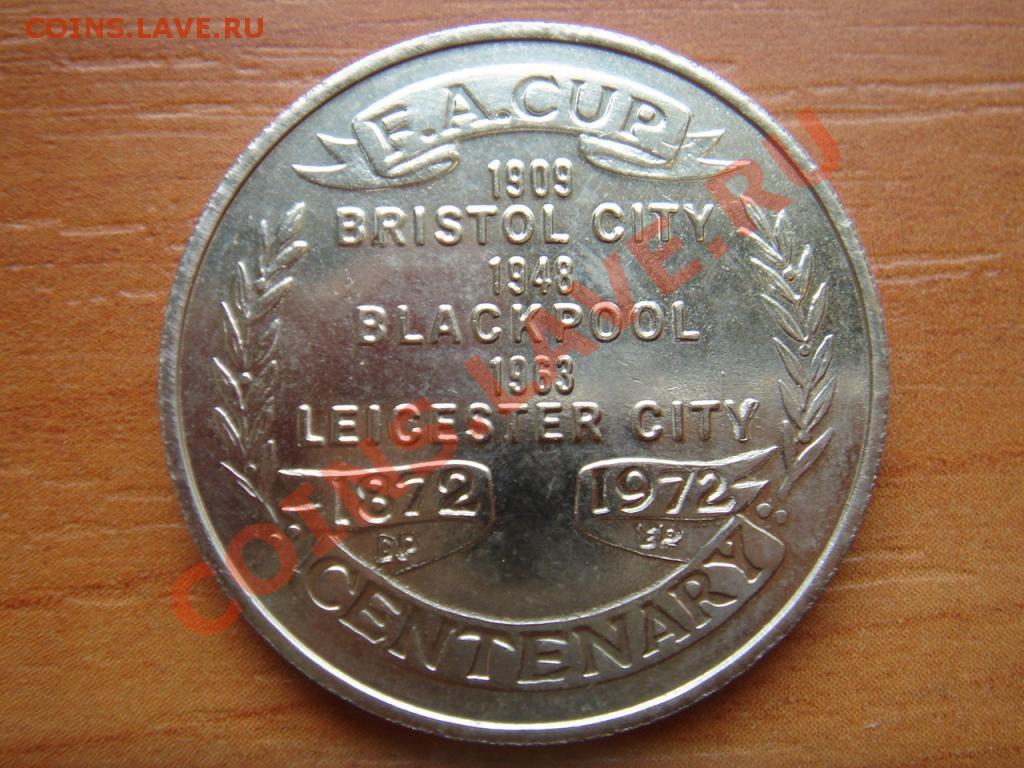 COINS.LAVE.RU
F.A.CUP
1909
BRISTOL CITY
1948
BLACKPOOL
1963
LEICESTER CITY
1872 1972
CENTENARY
COINS.LAVE.RU